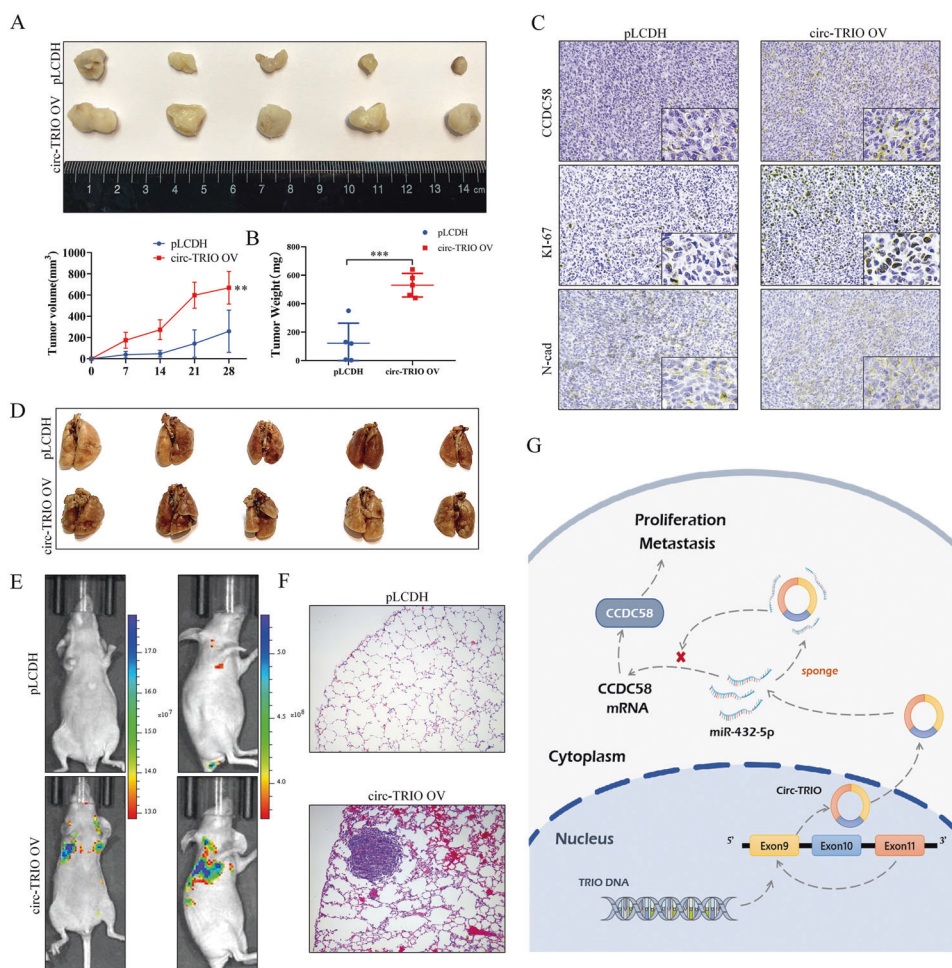 A
pLCDH
circ-TRIO OV
1 2 3 4 5 6 7 8 9 10 11 12 13 14 cm
pLCDH
circ-TRIO OV
Tumor volume(mm³)
1000
800
600
400
200
0
**
0 7 14 21 28
B
pLCDH
circ-TRIO OV
Tumor Weight(mg)
800
600
400
200
0
***
pLCDH circ-TRIO OV
C
pLCDH circ-TRIO OV
CCDC58
KI-67
N-cad
D
pLCDH
circ-TRIO OV
E
pLCDH
circ-TRIO OV
17.0
16.0
x10⁷
15.0
14.0
13.0
5.0
4.5
x10⁸
4.0
F
pLCDH
circ-TRIO OV
G
Proliferation
Metastasis
CCDC58
CCDC58
mRNA
sponge
miR-432-5p
Cytoplasm
Circ-TRIO
Nucleus
5' Exon9 Exon10 Exon11 3'
TRIO DNA